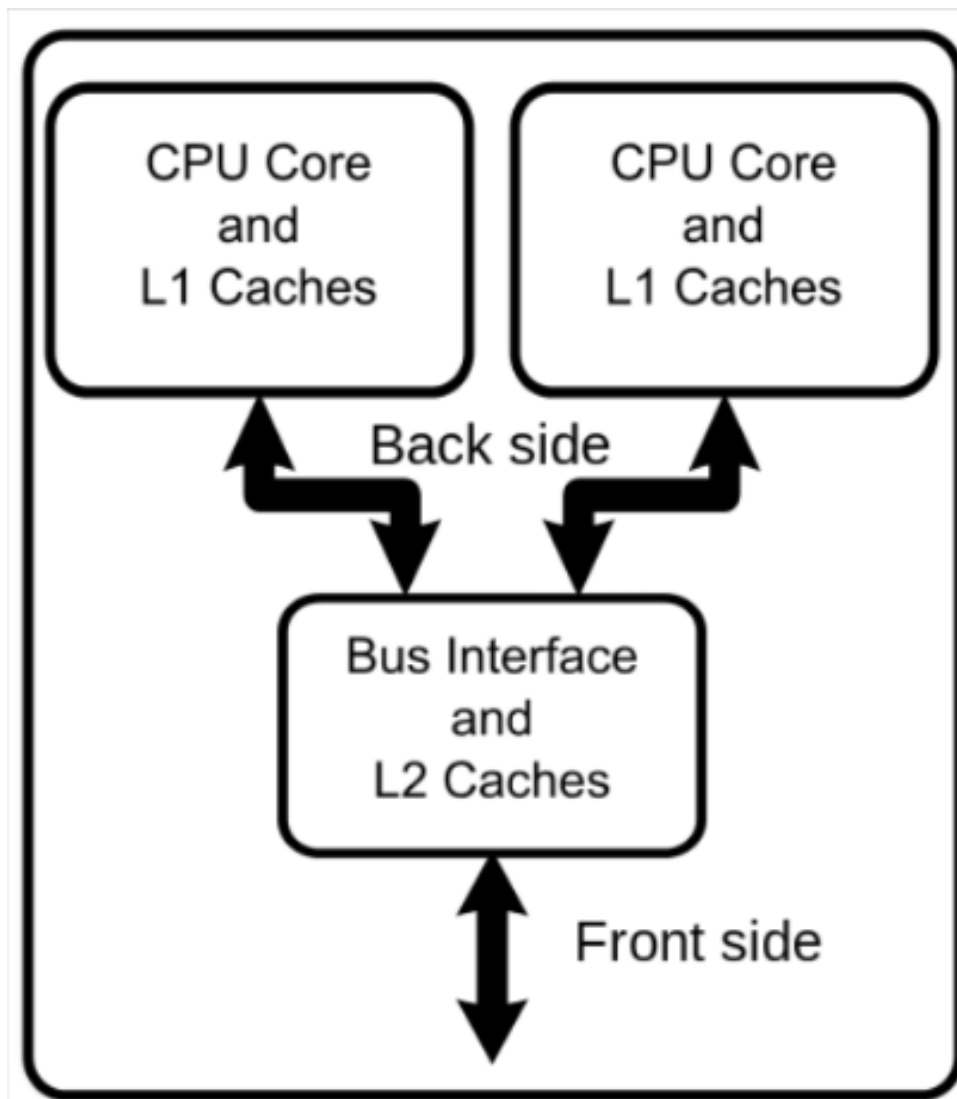 CPU Core
and
L1 Caches
CPU Core
and
L1 Caches
Back side
Bus Interface
and
L2 Caches
Front side